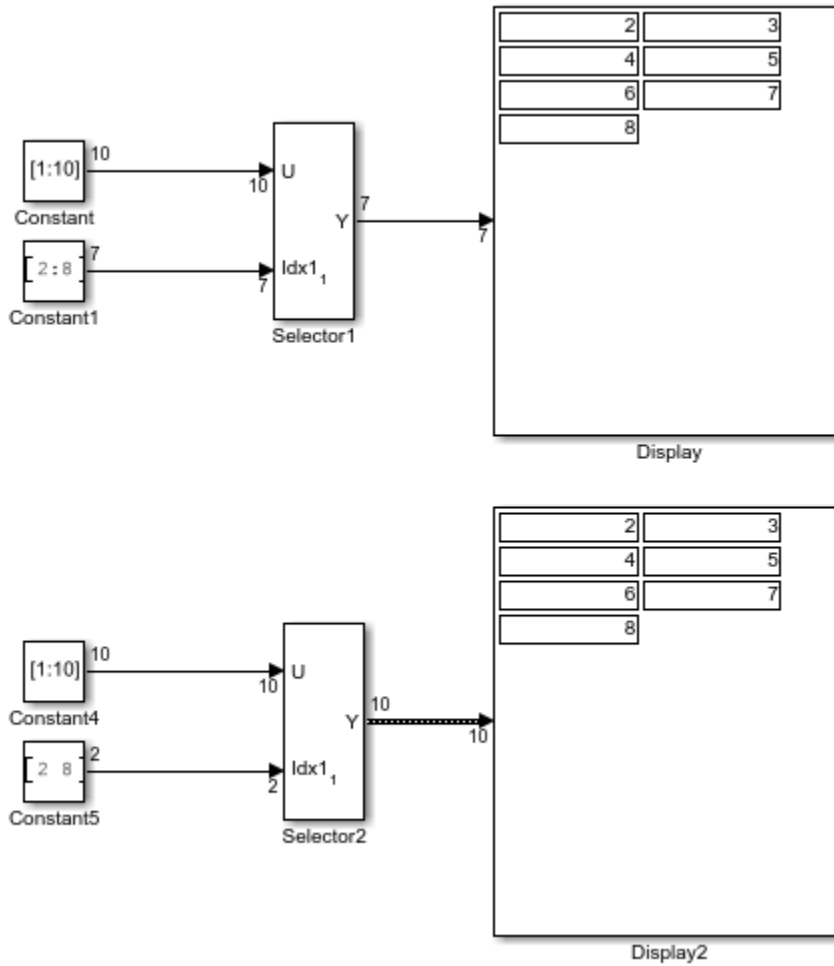 2 3
4 5
6 7
8
[1:10] 10 10 U
Constant
Y 7 7
[ 2:8 ] 7 7 Idx1 1
Constant1
Selector1
Display
2 3
4 5
6 7
8
[1:10] 10 10 U
Constant4
Y 10 10
[ 2 8 ] 2 2 Idx1 1
Constant5
Selector2
Display2